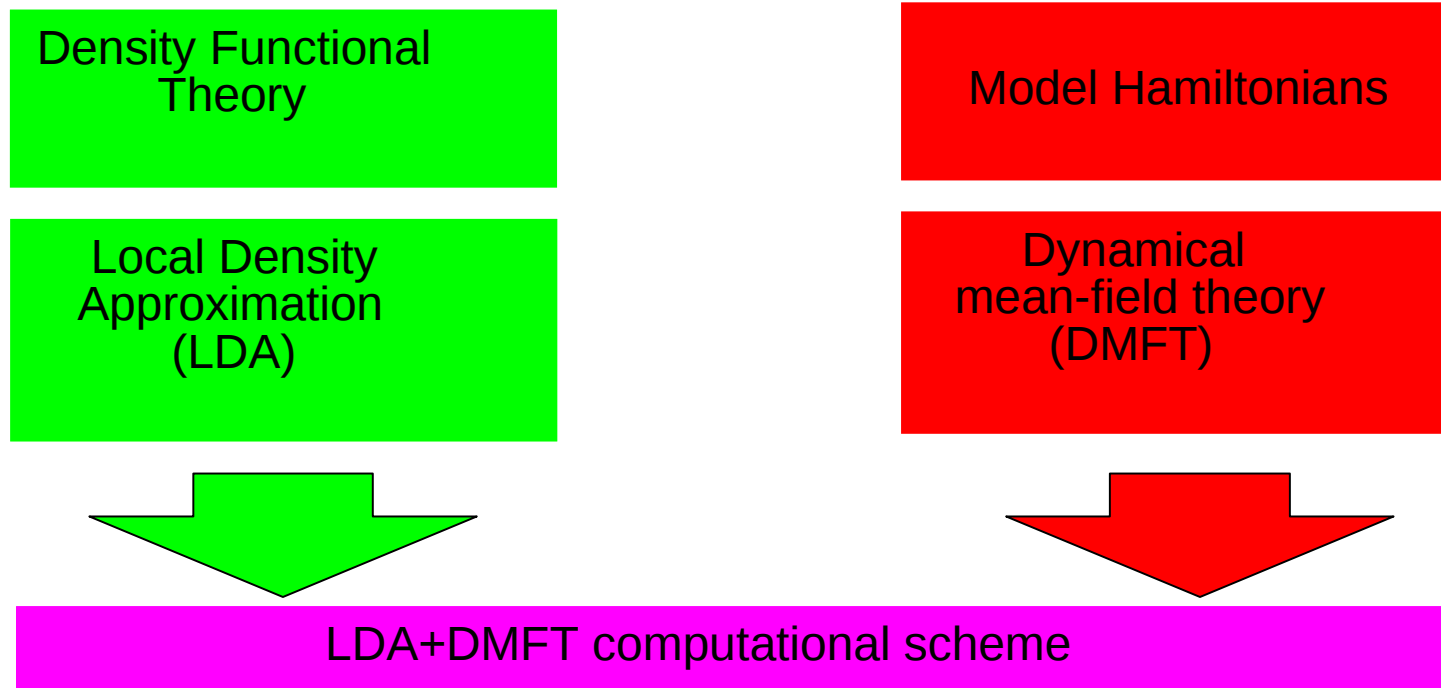 Density Functional
Theory
Model Hamiltonians
Local Density
Approximation
(LDA)
Dynamical
mean-field theory
(DMFT)
LDA+DMFT computational scheme